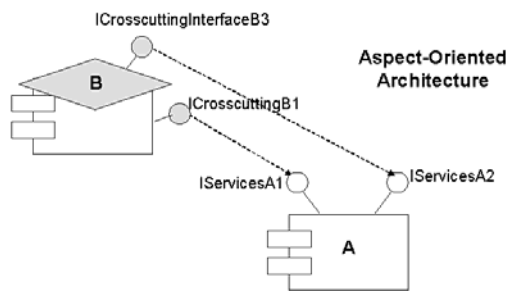 ICrosscuttingInterfaceB3
Aspect-Oriented
Architecture
B
ICrosscuttingB1
IServicesA1
IServicesA2
A